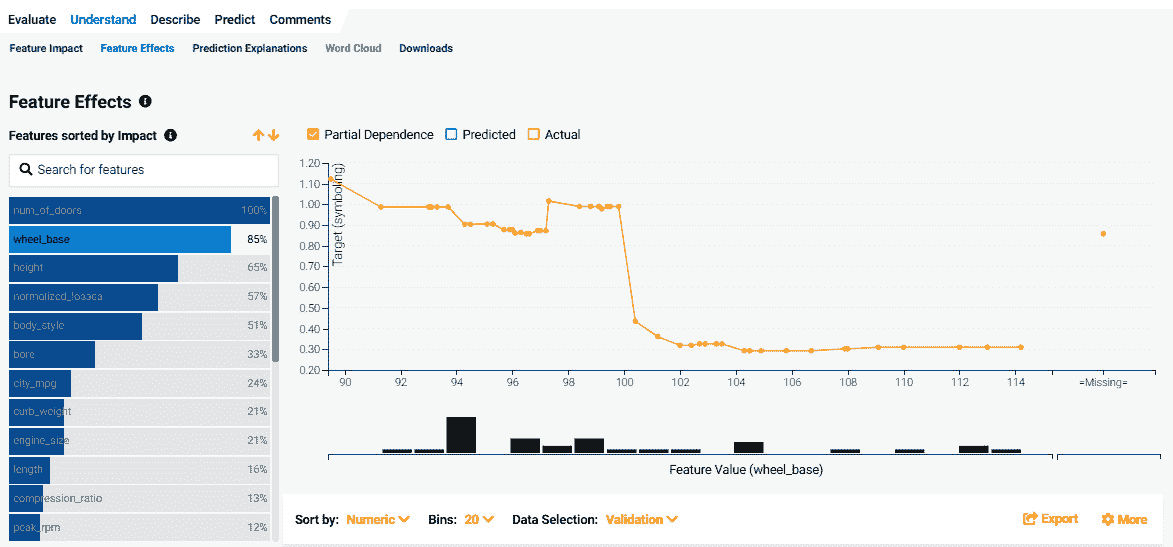 Evaluate Understand Describe Predict Comments
Feature Impact Feature Effects Prediction Explanations Word Cloud Downloads
Feature Effects
Features sorted by Impact
Search for features
num_of_doors 100%
wheel_base 85%
height 65%
normalized_losses 57%
body_style 51%
bore 33%
city_mpg 24%
curb_weight 21%
engine_size 21%
length 16%
compression_ratio 13%
peak_rpm 12%
Partial Dependence Predicted Actual
Target (symboling)
1.20
1.10
1.00
0.90
0.80
0.70
0.60
0.50
0.40
0.30
0.20
90 92 94 96 98 100 102 104 106 108 110 112 114 =Missing=
Feature Value (wheel_base)
Sort by: Numeric Bins: 20 Data Selection: Validation Export More